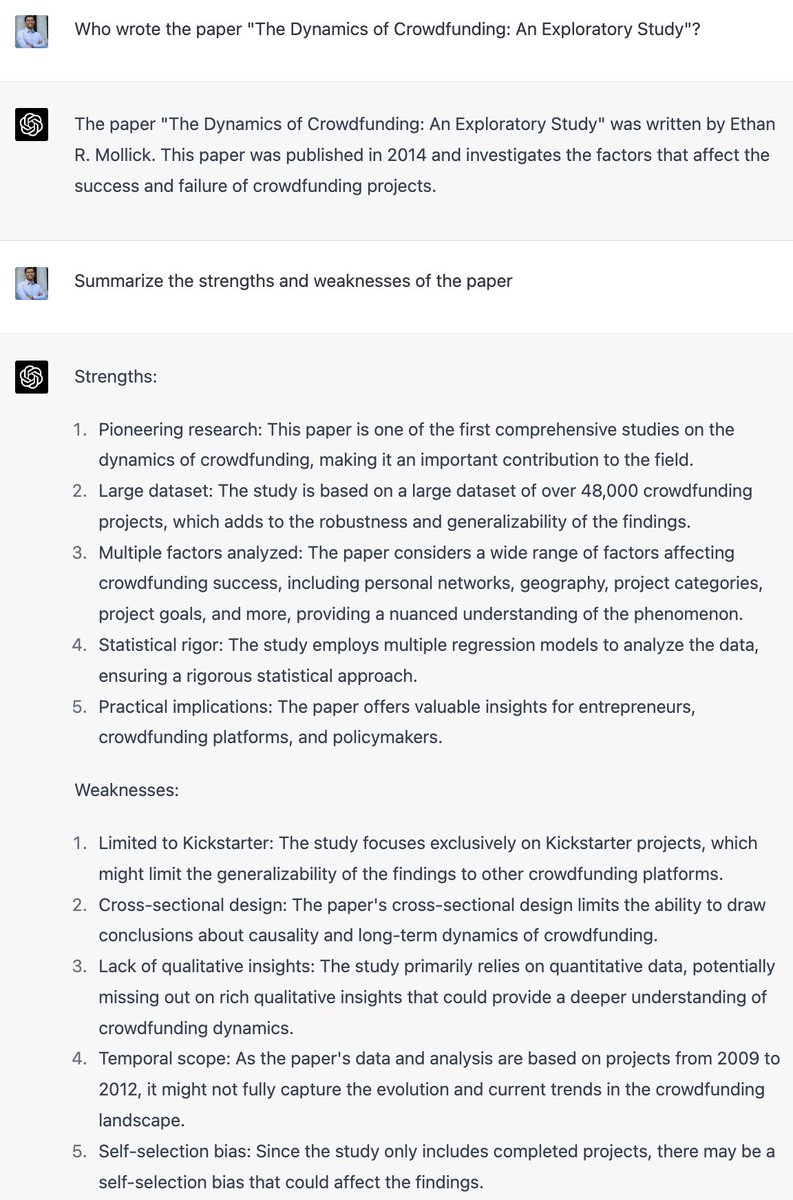 Who wrote the paper "The Dynamics of Crowdfunding: An Exploratory Study"?
The paper "The Dynamics of Crowdfunding: An Exploratory Study" was written by Ethan
R. Mollick. This paper was published in 2014 and investigates the factors that affect the
success and failure of crowdfunding projects.
Summarize the strengths and weaknesses of the paper
Strengths:
1. Pioneering research: This paper is one of the first comprehensive studies on the
dynamics of crowdfunding, making it an important contribution to the field.
2. Large dataset: The study is based on a large dataset of over 48,000 crowdfunding
projects, which adds to the robustness and generalizability of the findings.
3. Multiple factors analyzed: The paper considers a wide range of factors affecting
crowdfunding success, including personal networks, geography, project categories,
project goals, and more, providing a nuanced understanding of the phenomenon.
4. Statistical rigor: The study employs multiple regression models to analyze the data,
ensuring a rigorous statistical approach.
5. Practical implications: The paper offers valuable insights for entrepreneurs,
crowdfunding platforms, and policymakers.
Weaknesses:
1. Limited to Kickstarter: The study focuses exclusively on Kickstarter projects, which
might limit the generalizability of the findings to other crowdfunding platforms.
2. Cross-sectional design: The paper's cross-sectional design limits the ability to draw
conclusions about causality and long-term dynamics of crowdfunding.
3. Lack of qualitative insights: The study primarily relies on quantitative data, potentially
missing out on rich qualitative insights that could provide a deeper understanding of
crowdfunding dynamics.
4. Temporal scope: As the paper's data and analysis are based on projects from 2009 to
2012, it might not fully capture the evolution and current trends in the crowdfunding
landscape.
5. Self-selection bias: Since the study only includes completed projects, there may be a
self-selection bias that could affect the findings.